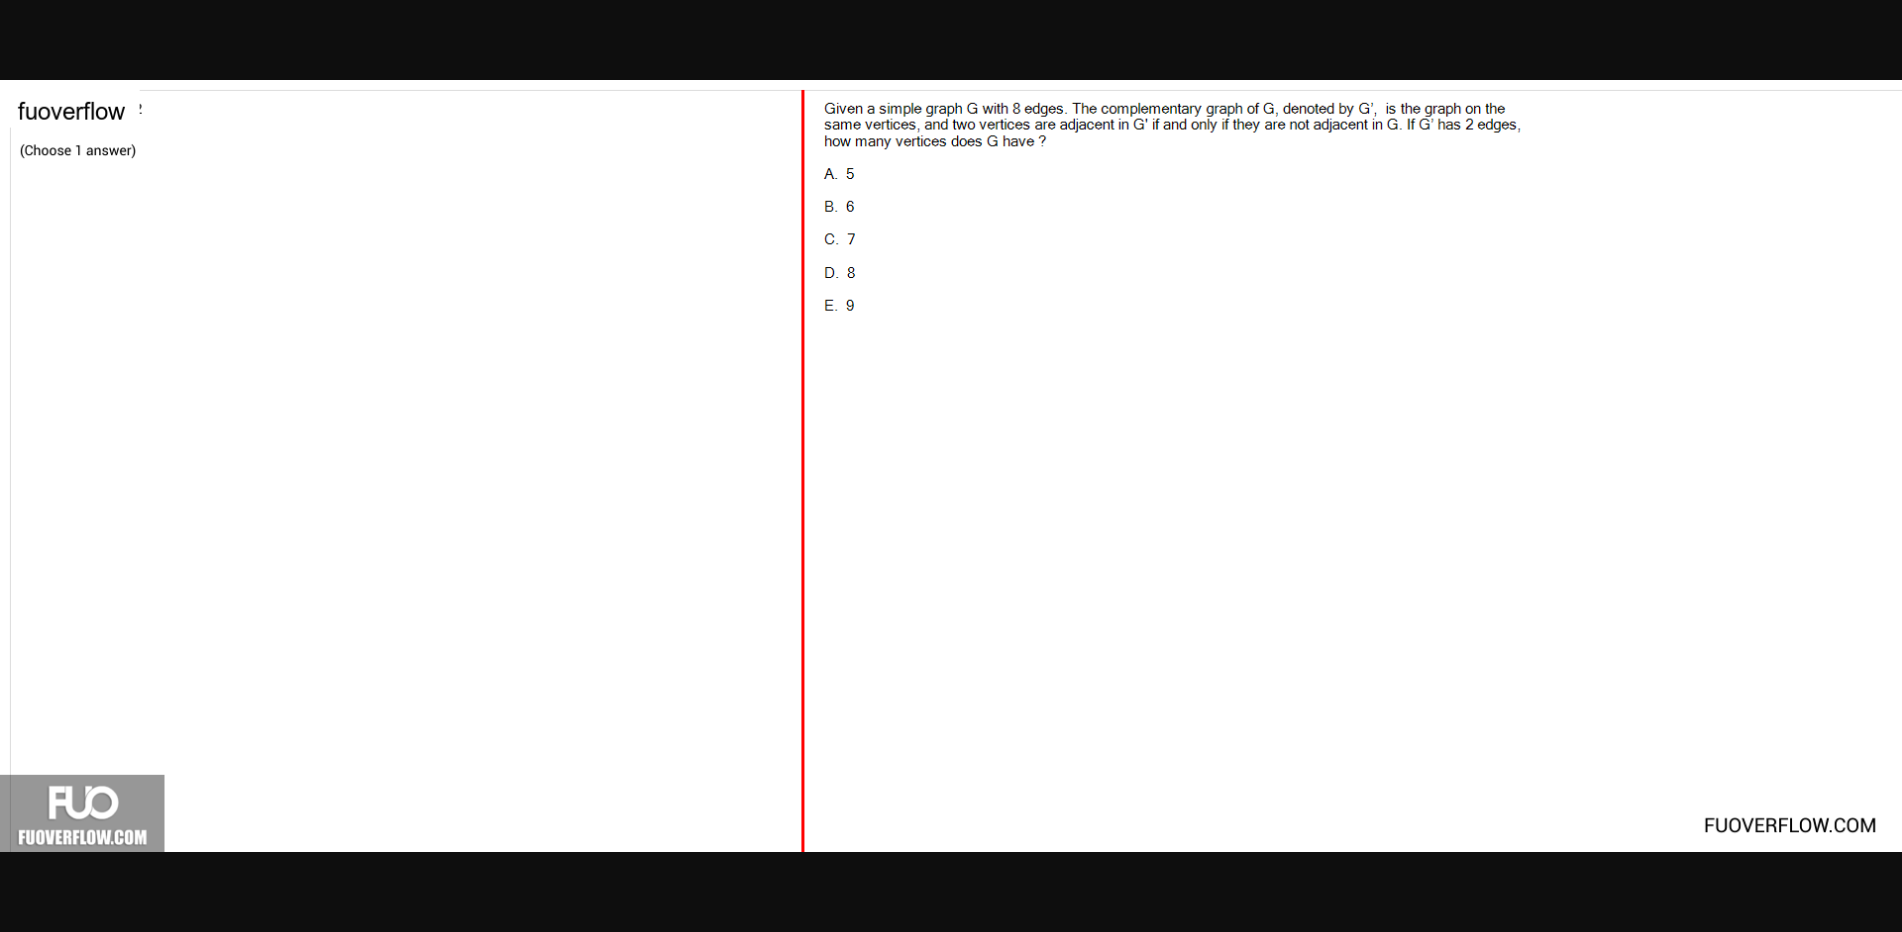 fuoverflow
(Choose 1 answer)
Given a simple graph G with 8 edges. The complementary graph of G, denoted by G', is the graph on the
same vertices, and two vertices are adjacent in G' if and only if they are not adjacent in G. If G' has 2 edges,
how many vertices does G have ?
A. 5
B. 6
C. 7
D. 8
E. 9
FUO
FUOVERFLOW.COM
FUOVERFLOW.COM